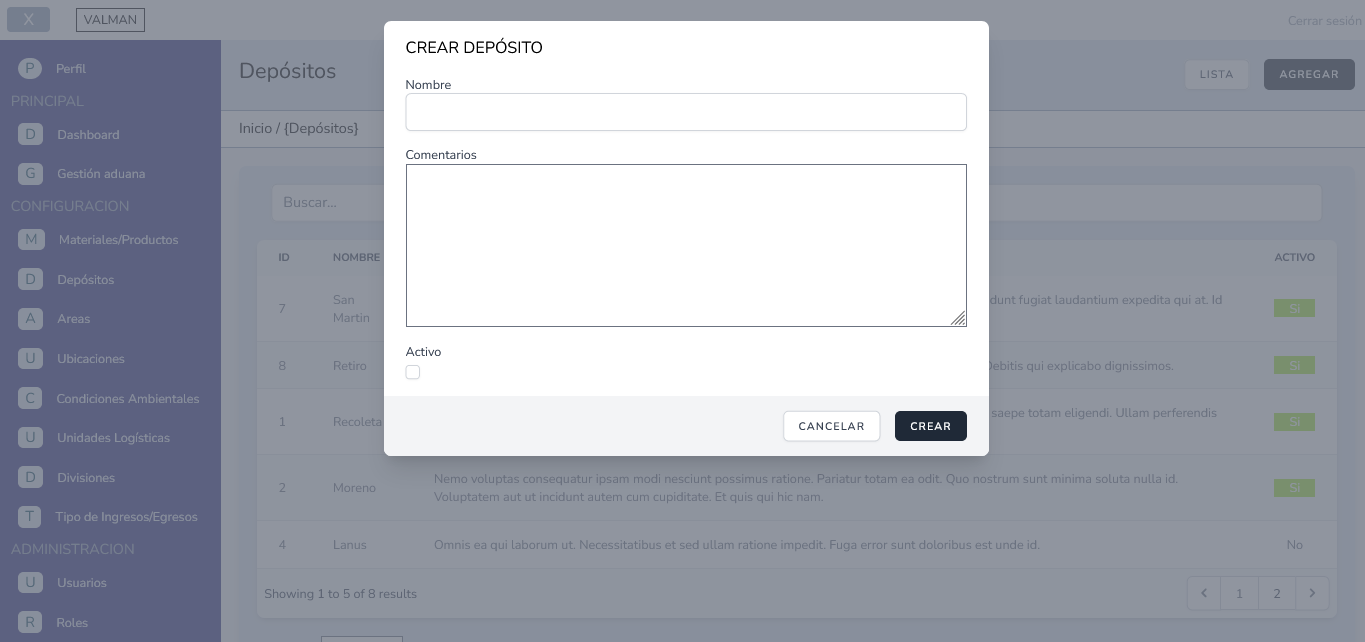 X
VALMAN
Cerrar sesión
P Perfil
PRINCIPAL
D Dashboard
G Gestión aduana
CONFIGURACION
M Materiales/Productos
D Depósitos
A Areas
U Ubicaciones
C Condiciones Ambientales
U Unidades Logísticas
D Divisiones
T Tipo de Ingresos/Egresos
ADMINISTRACION
U Usuarios
R Roles
Depósitos
LISTA
AGREGAR
Inicio / {Depósitos}
Buscar...
CREAR DEPÓSITO
Nombre
Comentarios
Activo
CANCELAR
CREAR
ID NOMBRE ACTIVO
7 San Martin dunt fugiat laudantium expedita qui at. Id Si
8 Retiro Debitis qui explicabo dignissimos. Si
1 Recoleta saepe totam eligendi. Ullam perferendis Si
2 Moreno Nemo voluptas consequatur ipsam modi nesciunt possimus ratione. Pariatur totam ea odit. Quo nostrum sunt minima soluta nulla id. Si
Voluptatem aut ut incidunt autem cum cupiditate. Et quis qui hic nam.
4 Lanus Omnis ea qui laborum ut. Necessitatibus et sed ullam ratione impedit. Fuga error sunt doloribus est unde id. No
Showing 1 to 5 of 8 results
1 2